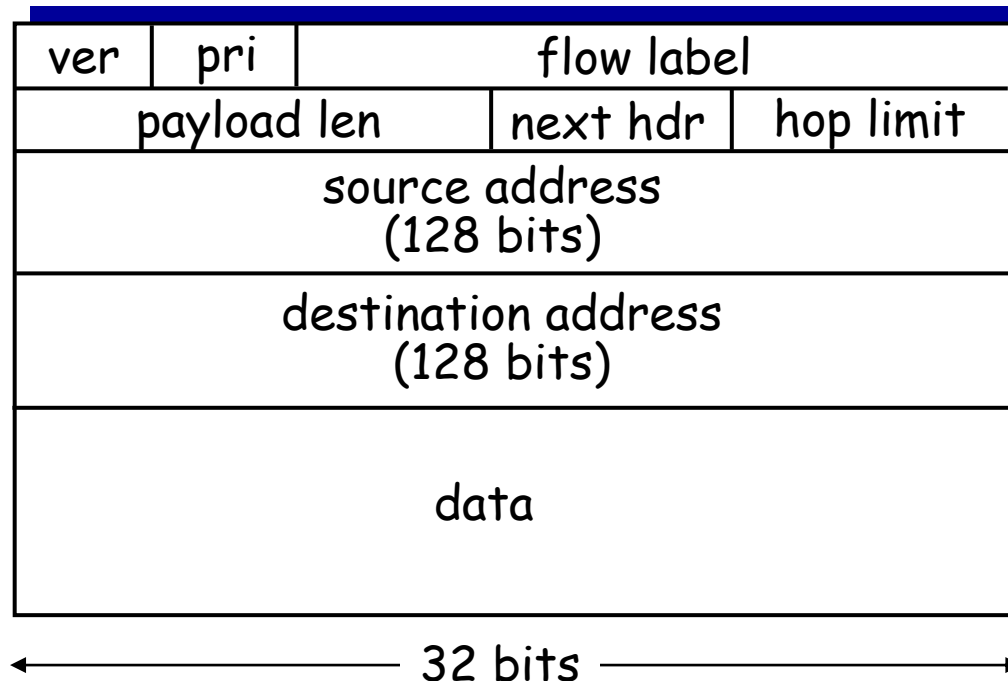 ver pri flow label
payload len next hdr hop limit
source address
(128 bits)
destination address
(128 bits)
data
32 bits